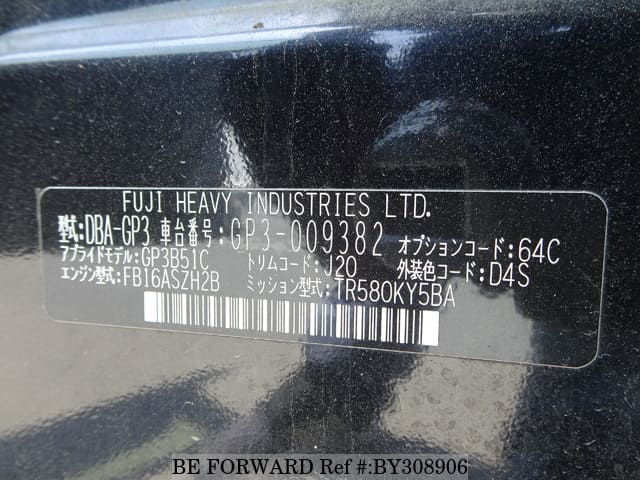 FUJI HEAVY INDUSTRIES LTD.
型式:DBA-GP3 車台番号:GP3-009382 オプションコード:64C
アプライドモデル:GP3B51C トリムコード:J20 外装色コード:D4S
エンジン型式:FB16ASZH2B ミッション型式:TR580KY5BA
BE FORWARD Ref #:BY308906